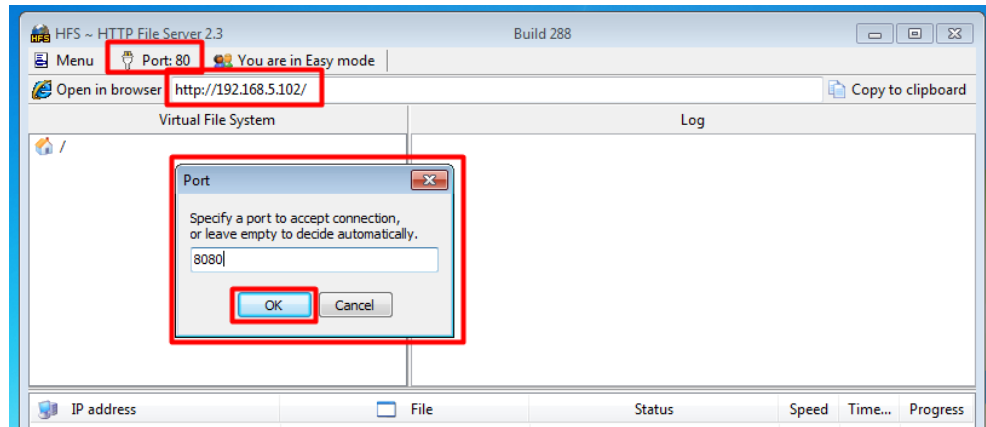 HFS ~ HTTP File Server 2.3 Build 288
Menu Port: 80 You are in Easy mode
Open in browser http://192.168.5.102/ Copy to clipboard
Virtual File System Log
/
Port
Specify a port to accept connection,
or leave empty to decide automatically.
8080
OK Cancel
IP address File Status Speed Time... Progress